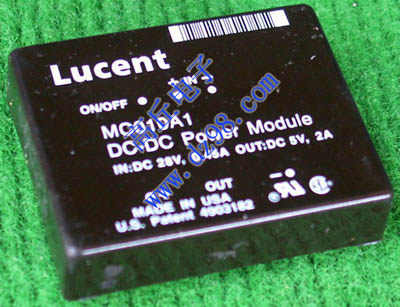 Lucent
+ IN -
ON/OFF
DC-DC Power Module
IN:DC 28V, OUT:DC 5V, 2A
OUT
MADE IN USA
U.S. Patent 4903182
www.dz98.com